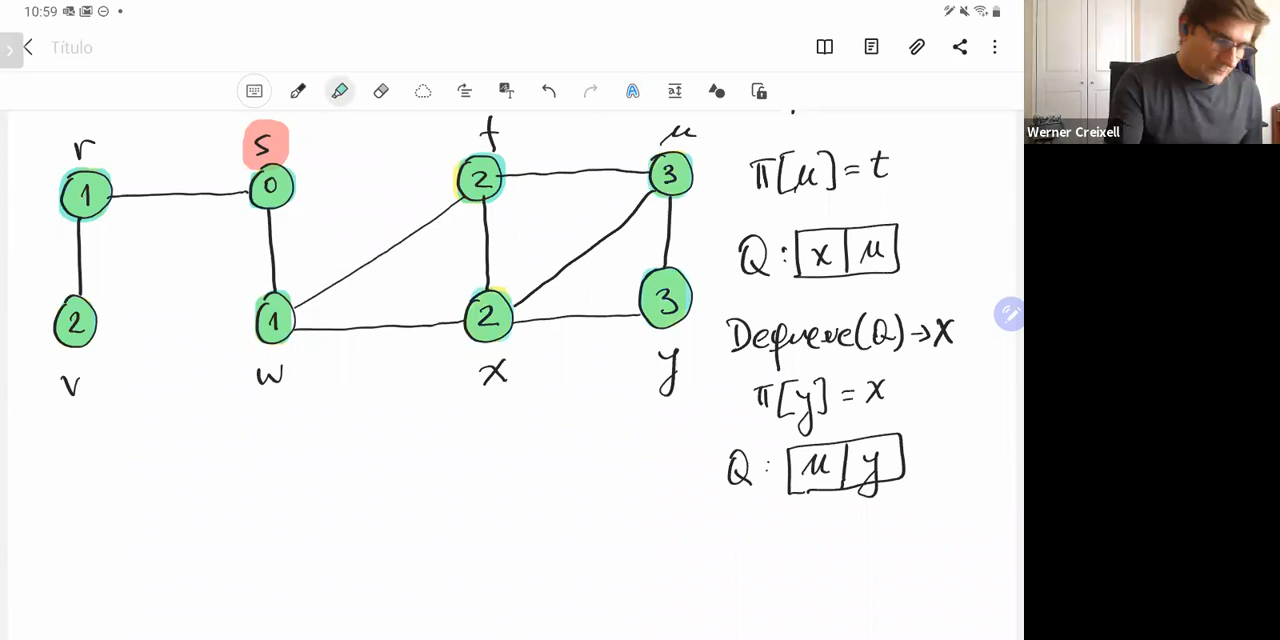 10:59
Título
Werner Creixell
r s t u
1 0 2 3
2 1 2 3
v w x y
π[u] = t
Q : x u
Dequeue(Q) → x
π[y] = x
Q : u y